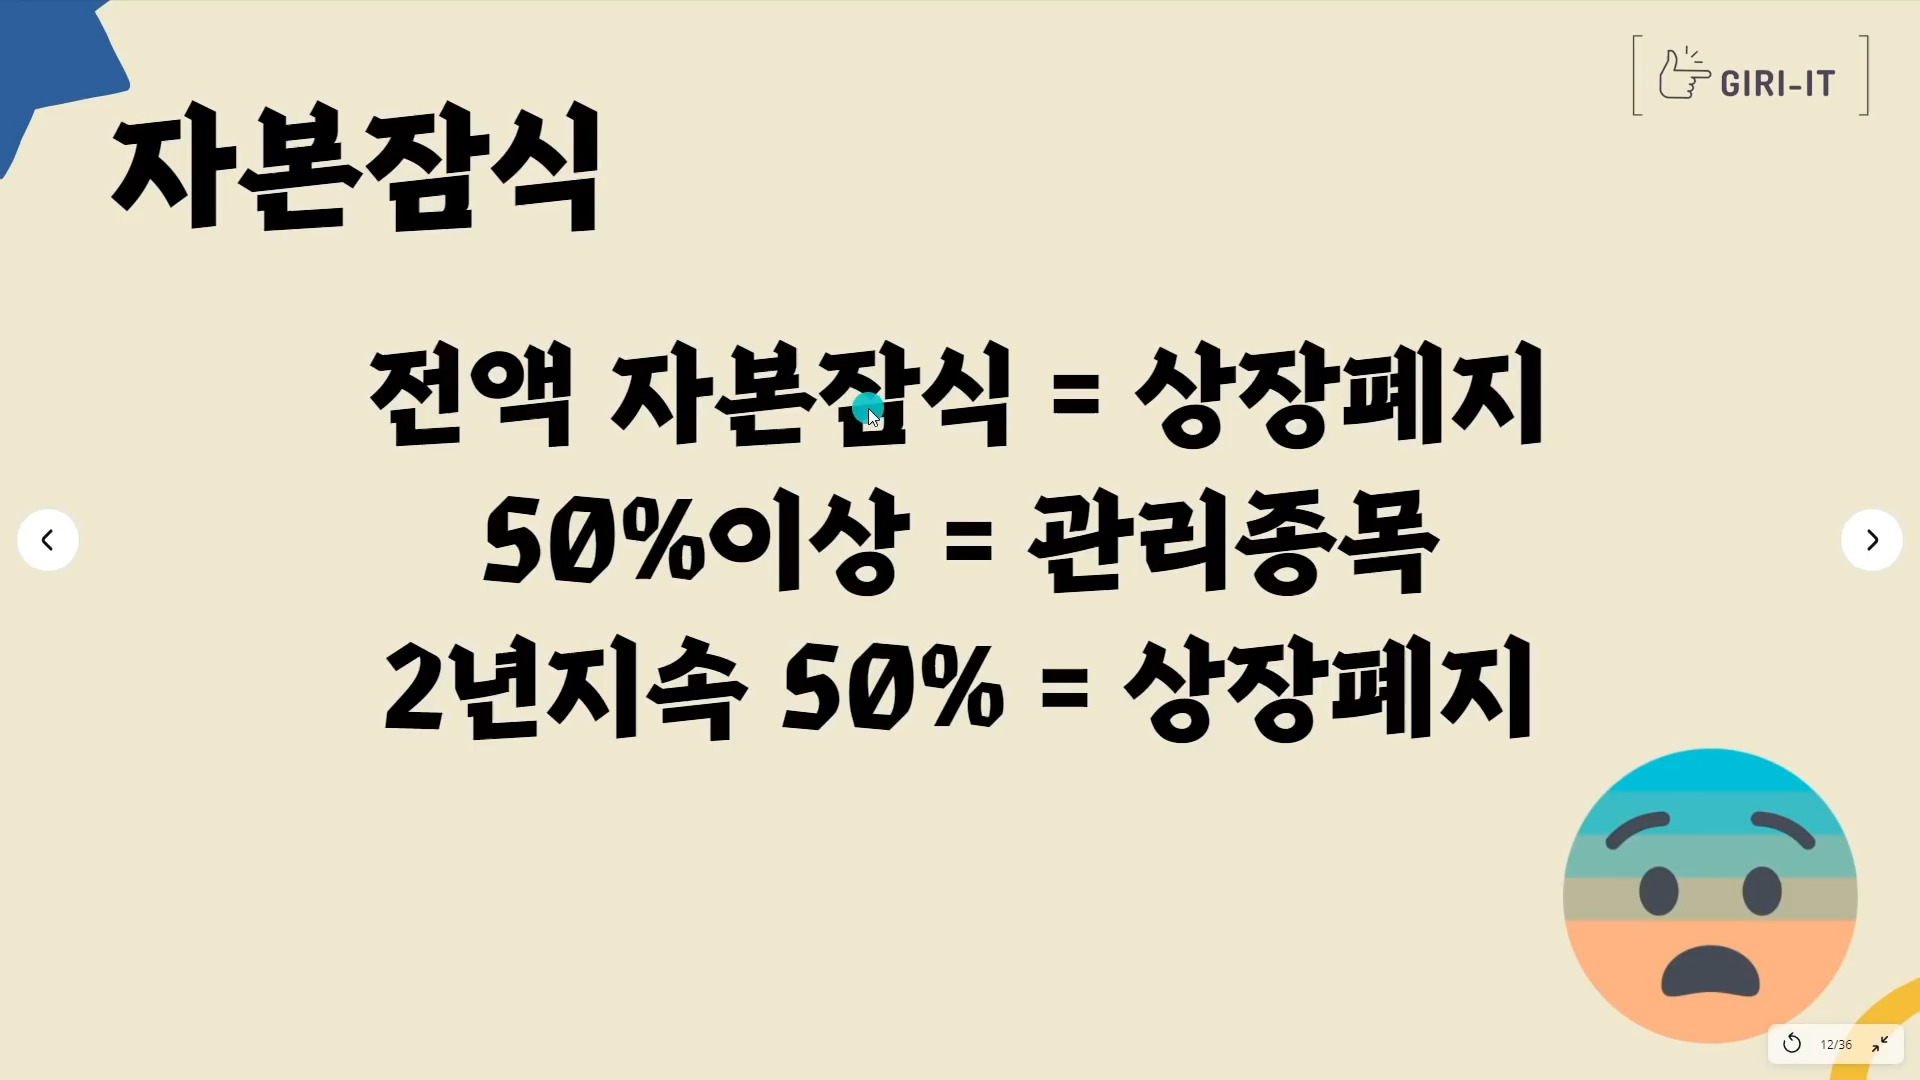 GIRI-IT
자본잠식
전액 자본잠식 = 상장폐지
50%이상 = 관리종목
2년지속 50% = 상장폐지
12/36